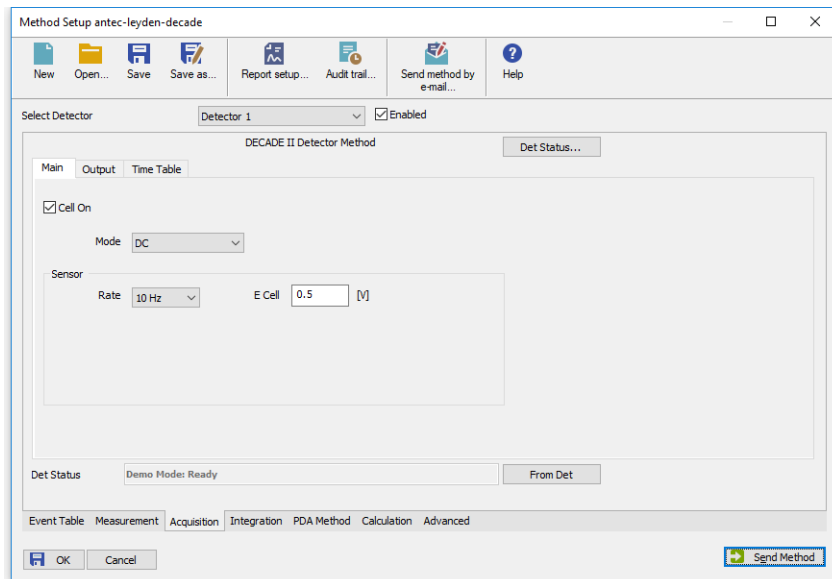 Method Setup antec-leyden-decade
New Open... Save Save as... Report setup... Audit trail... Send method by e-mail... Help
Select Detector Detector 1 Enabled
DECADE II Detector Method Det Status...
Main Output Time Table
Cell On
Mode DC
Sensor
Rate 10 Hz E Cell 0.5 [V]
Det Status Demo Mode: Ready From Det
Event Table Measurement Acquisition Integration PDA Method Calculation Advanced
OK Cancel Send Method